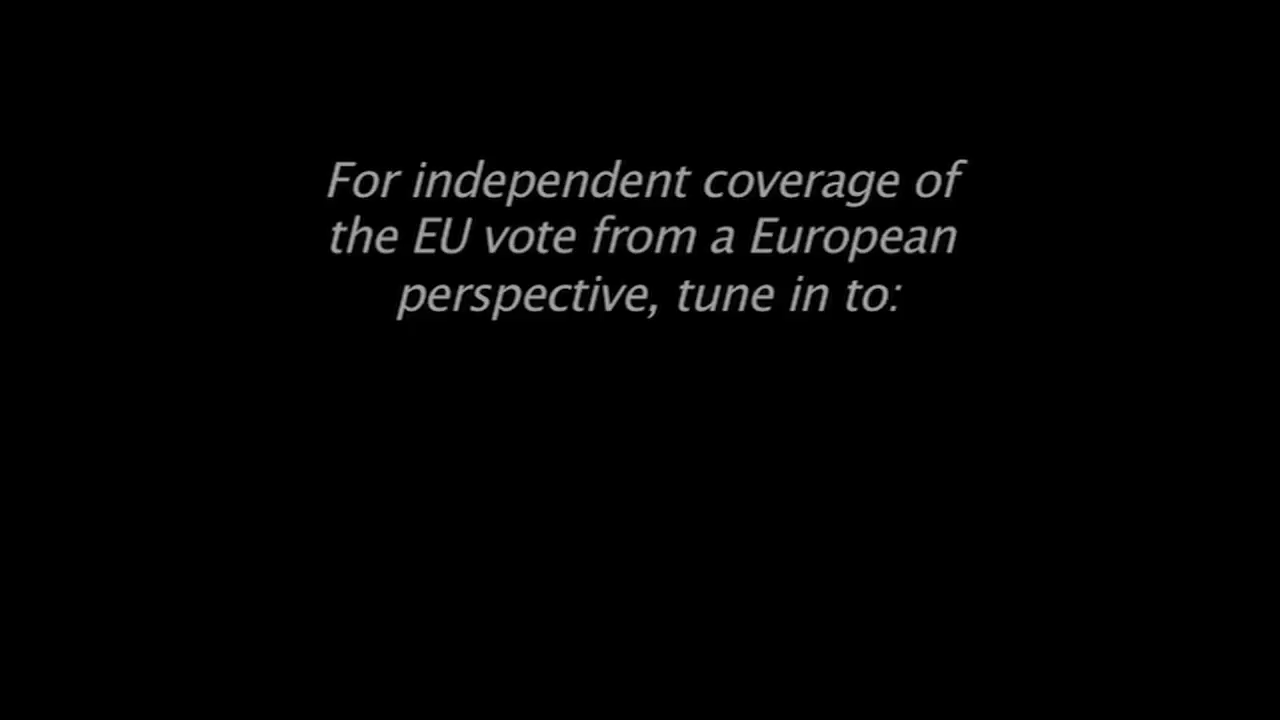 For independent coverage of
the EU vote from a European
perspective, tune in to: